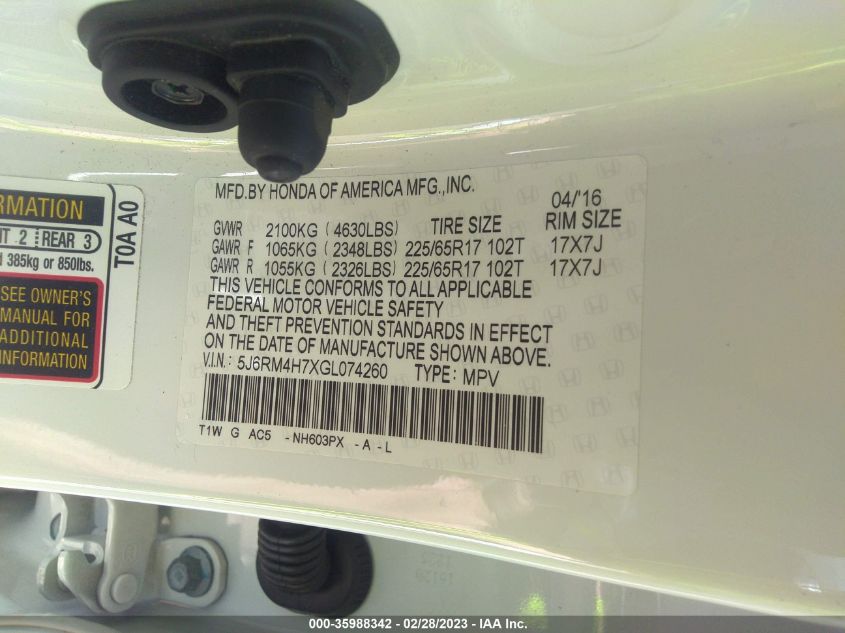 MFD.BY HONDA OF AMERICA MFG.,INC. 04/'16
GVWR 2100KG ( 4630LBS) TIRE SIZE RIM SIZE
GAWR F 1065KG ( 2348LBS) 225/65R17 102T 17X7J
GAWR R 1055KG ( 2326LBS) 225/65R17 102T 17X7J
THIS VEHICLE CONFORMS TO ALL APPLICABLE
FEDERAL MOTOR VEHICLE SAFETY
AND THEFT PREVENTION STANDARDS IN EFFECT
ON THE DATE OF MANUFACTURE SHOWN ABOVE.
V.I.N.: 5J6RM4H7XGL074260 TYPE: MPV
T1W G AC5 -NH603PX -A-L
2 REAR 3
385kg or 850lbs.
SEE OWNER'S
MANUAL FOR
ADDITIONAL
INFORMATION
T0A A0
000-35988342 - 02/28/2023 - IAA Inc.